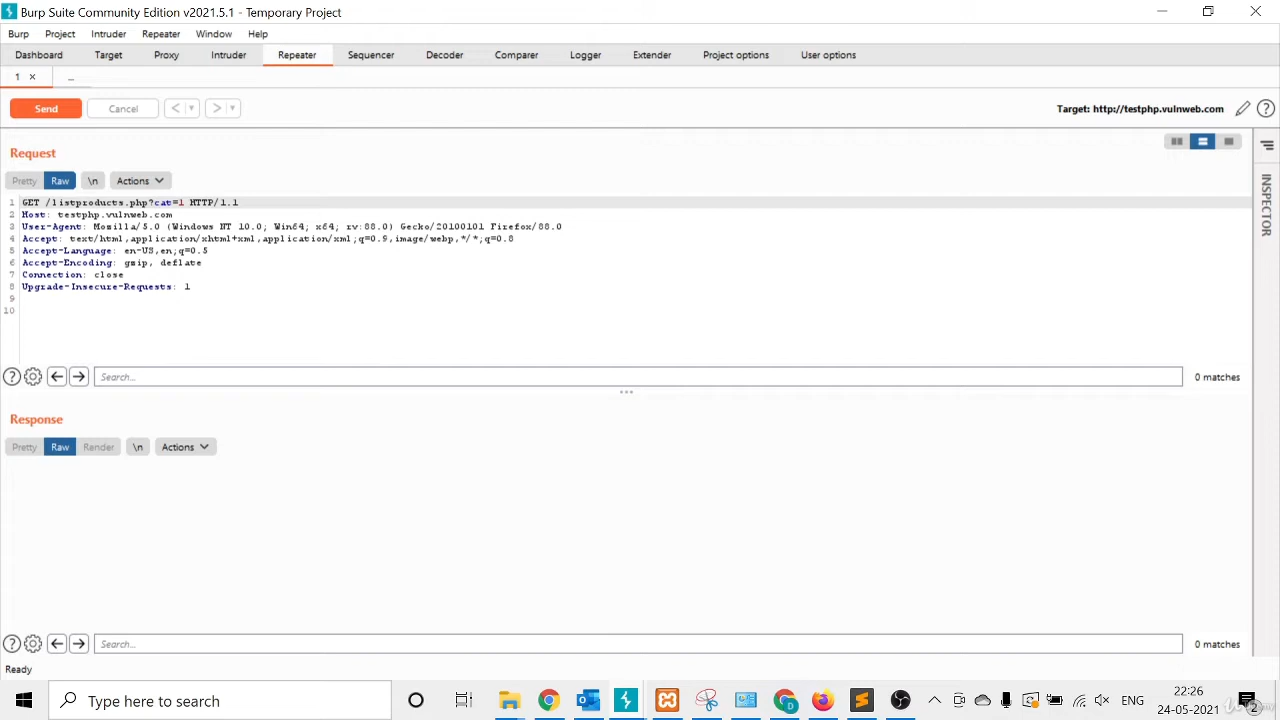 Burp Suite Community Edition v2021.5.1 - Temporary Project
Burp Project Intruder Repeater Window Help
Dashboard Target Proxy Intruder Repeater Sequencer Decoder Comparer Logger Extender Project options User options
1 × ...
Send Cancel < >
Target: http://testphp.vulnweb.com
Request
Pretty Raw \n Actions
1 GET /listproducts.php?cat=1 HTTP/1.1
2 Host: testphp.vulnweb.com
3 User-Agent: Mozilla/5.0 (Windows NT 10.0; Win64; x64; rv:88.0) Gecko/20100101 Firefox/88.0
4 Accept: text/html,application/xhtml+xml,application/xml;q=0.9,image/webp,*/*;q=0.8
5 Accept-Language: en-US,en;q=0.5
6 Accept-Encoding: gzip, deflate
7 Connection: close
8 Upgrade-Insecure-Requests: 1
9
10
INSPECTOR
Search... 0 matches
Response
Pretty Raw Render \n Actions
Search... 0 matches
Ready
Type here to search
ENG
22:26
24-05-2021
2